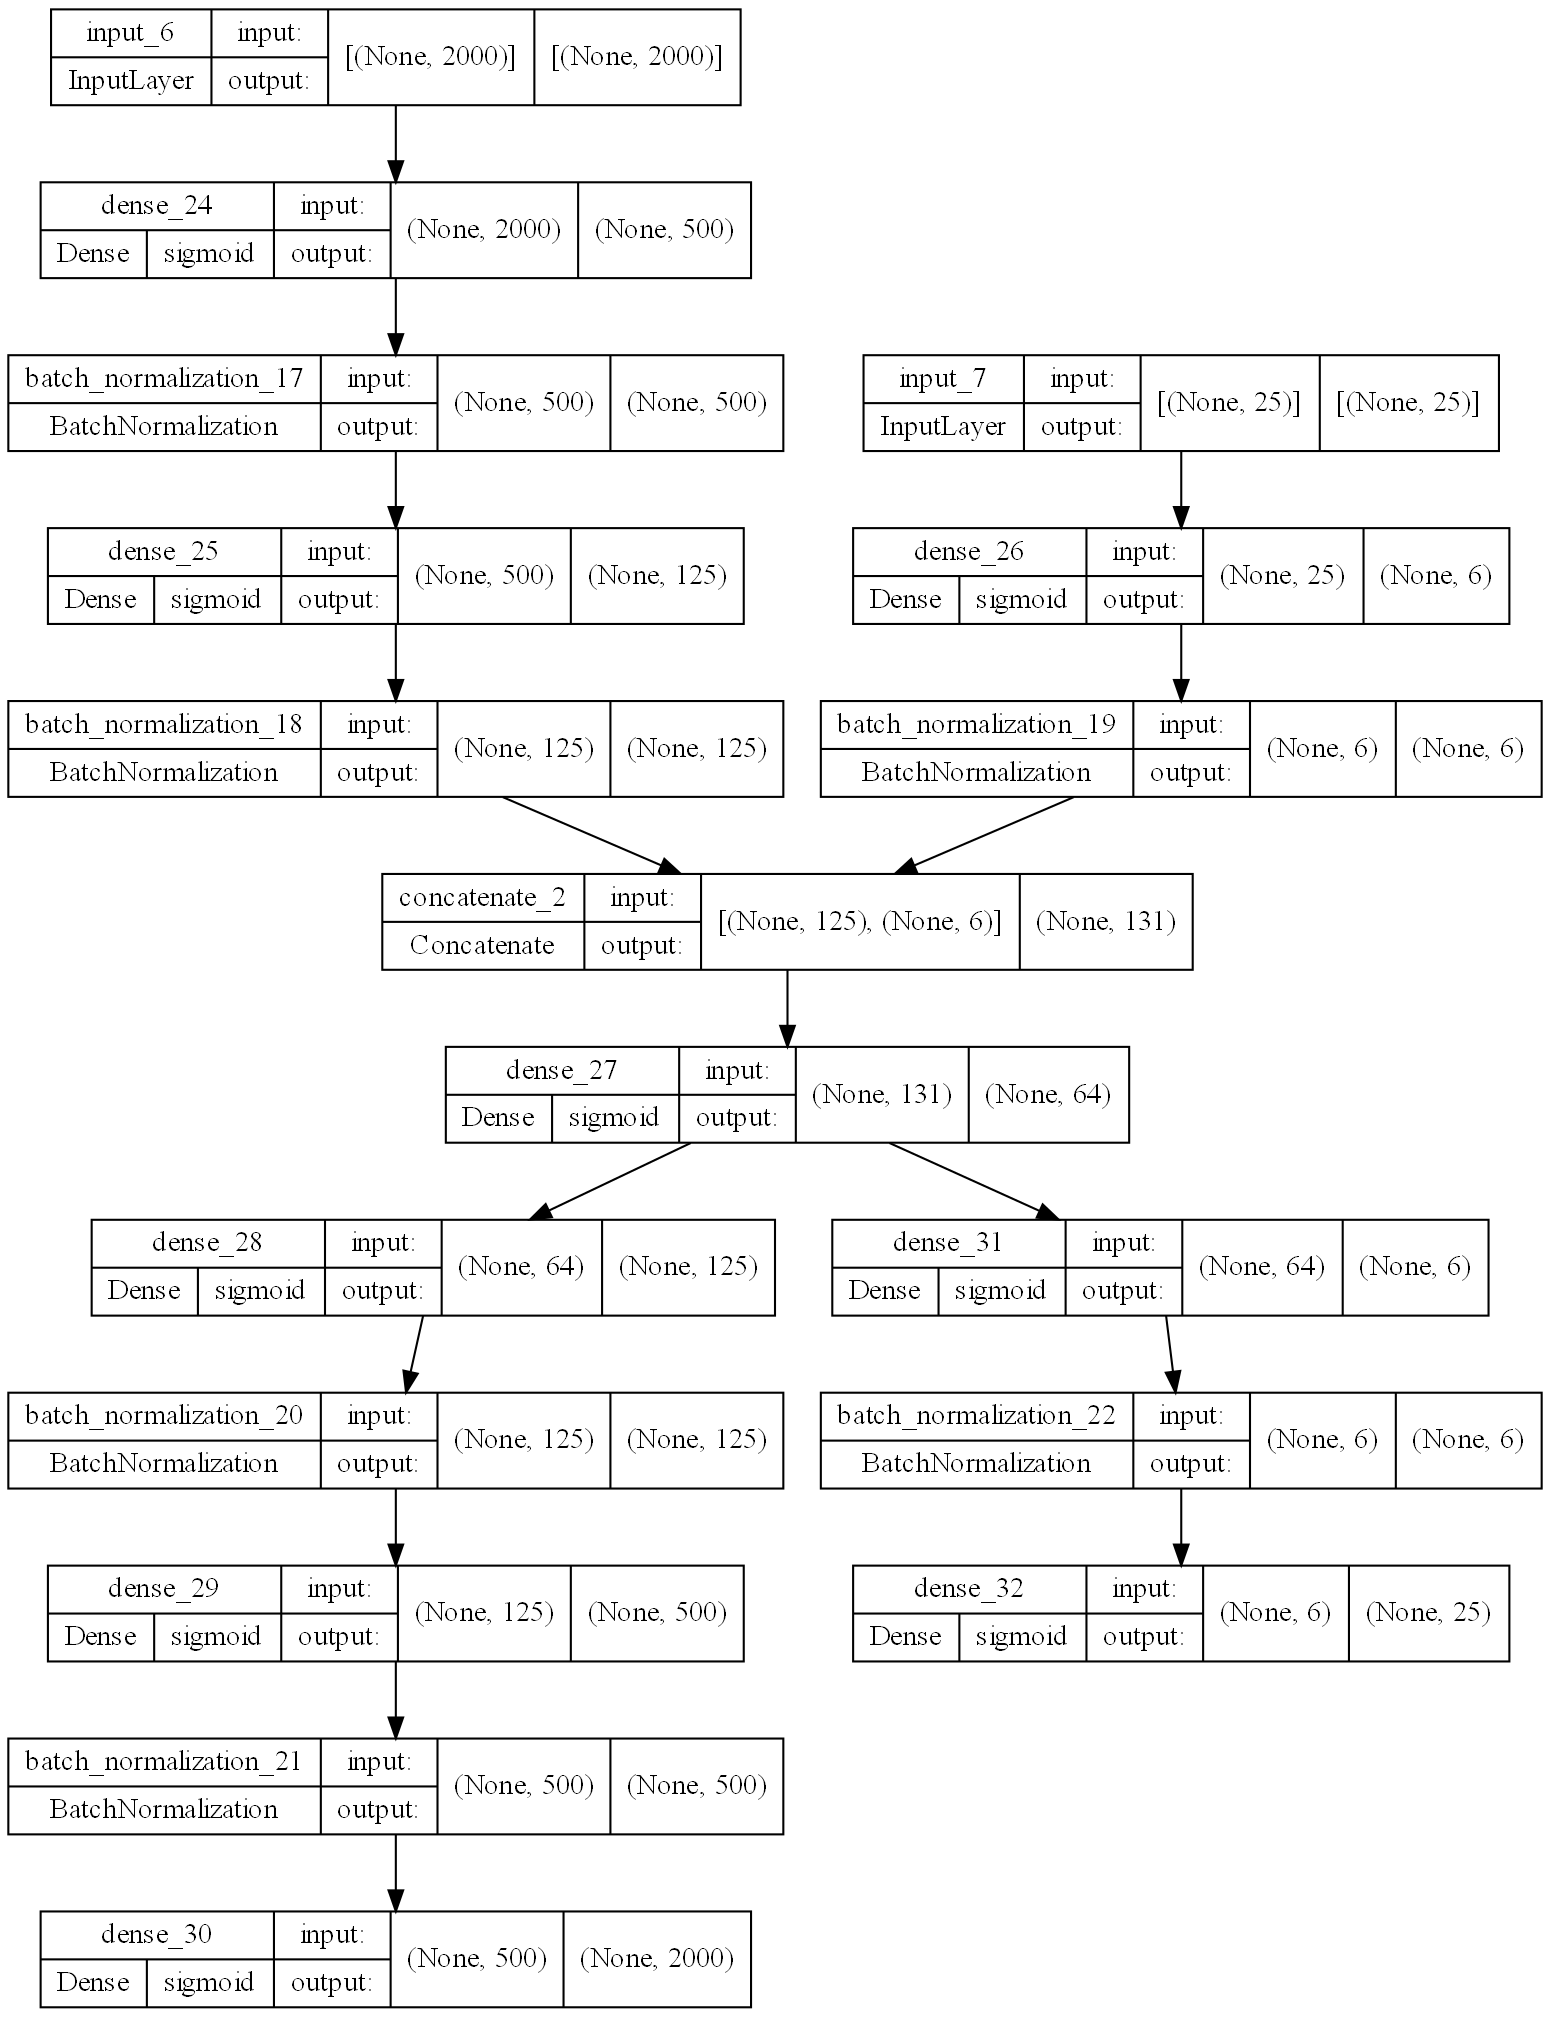 input_6 input: [(None, 2000)] [(None, 2000)]
InputLayer output:
dense_24 input: (None, 2000) (None, 500)
Dense sigmoid output:
batch_normalization_17 input: (None, 500) (None, 500)
BatchNormalization output:
input_7 input: [(None, 25)] [(None, 25)]
InputLayer output:
dense_25 input: (None, 500) (None, 125)
Dense sigmoid output:
dense_26 input: (None, 25) (None, 6)
Dense sigmoid output:
batch_normalization_18 input: (None, 125) (None, 125)
BatchNormalization output:
batch_normalization_19 input: (None, 6) (None, 6)
BatchNormalization output:
concatenate_2 input: [(None, 125), (None, 6)] (None, 131)
Concatenate output:
dense_27 input: (None, 131) (None, 64)
Dense sigmoid output:
dense_28 input: (None, 64) (None, 125)
Dense sigmoid output:
dense_31 input: (None, 64) (None, 6)
Dense sigmoid output:
batch_normalization_20 input: (None, 125) (None, 125)
BatchNormalization output:
batch_normalization_22 input: (None, 6) (None, 6)
BatchNormalization output:
dense_29 input: (None, 125) (None, 500)
Dense sigmoid output:
dense_32 input: (None, 6) (None, 25)
Dense sigmoid output:
batch_normalization_21 input: (None, 500) (None, 500)
BatchNormalization output:
dense_30 input: (None, 500) (None, 2000)
Dense sigmoid output: